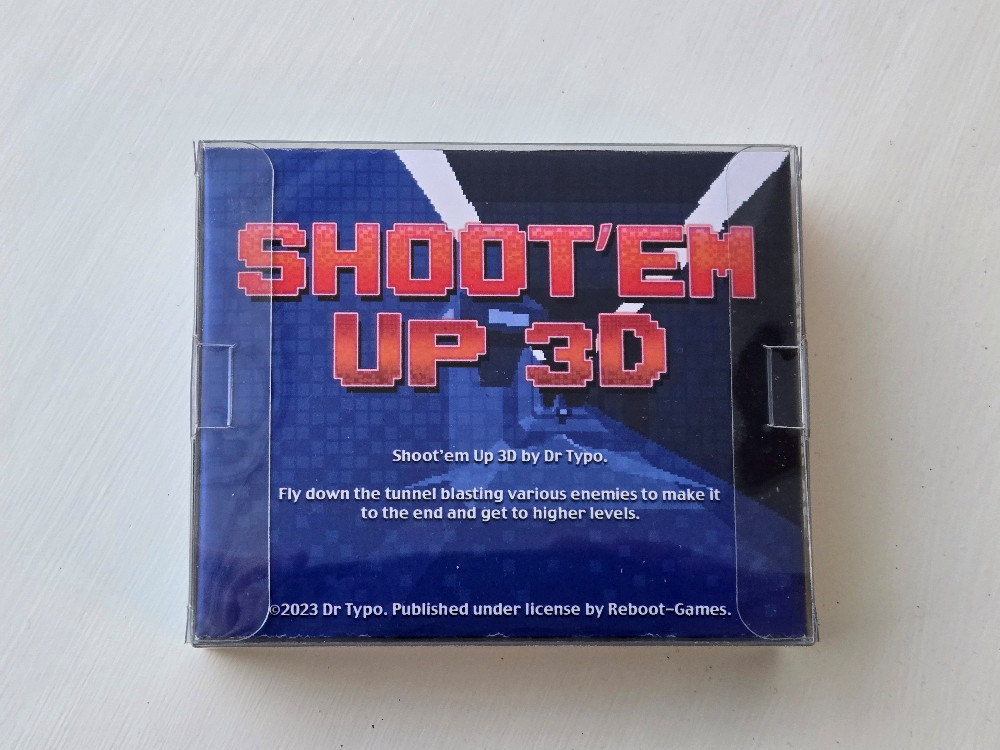 SHOOT'EM
UP 3D
Shoot'em Up 3D by Dr Typo.
Fly down the tunnel blasting various enemies to make it
to the end and get to higher levels.
©2023 Dr Typo. Published under license by Reboot-Games.